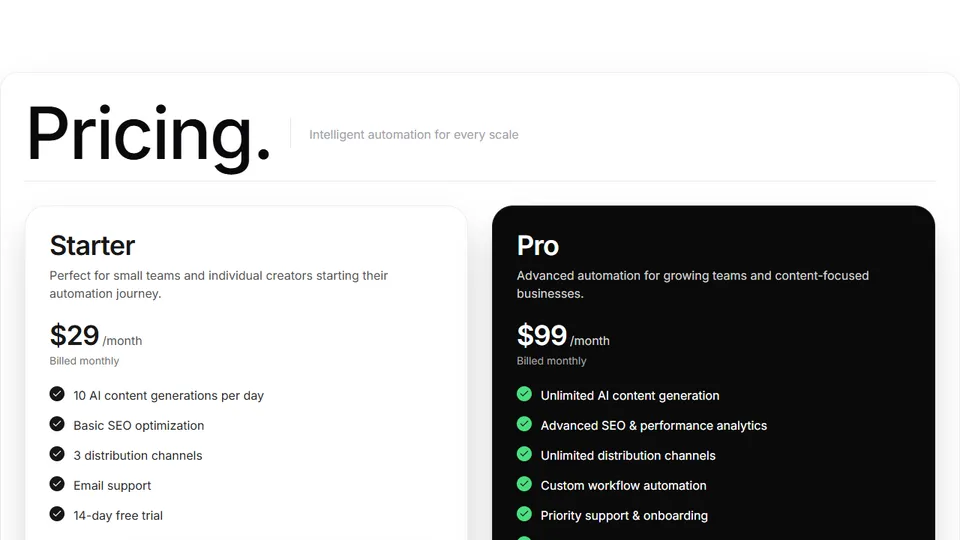 Pricing.
Intelligent automation for every scale
Starter
Perfect for small teams and individual creators starting their
automation journey.
$29 /month
Billed monthly
10 AI content generations per day
Basic SEO optimization
3 distribution channels
Email support
14-day free trial
Pro
Advanced automation for growing teams and content-focused
businesses.
$99 /month
Billed monthly
Unlimited AI content generation
Advanced SEO & performance analytics
Unlimited distribution channels
Custom workflow automation
Priority support & onboarding